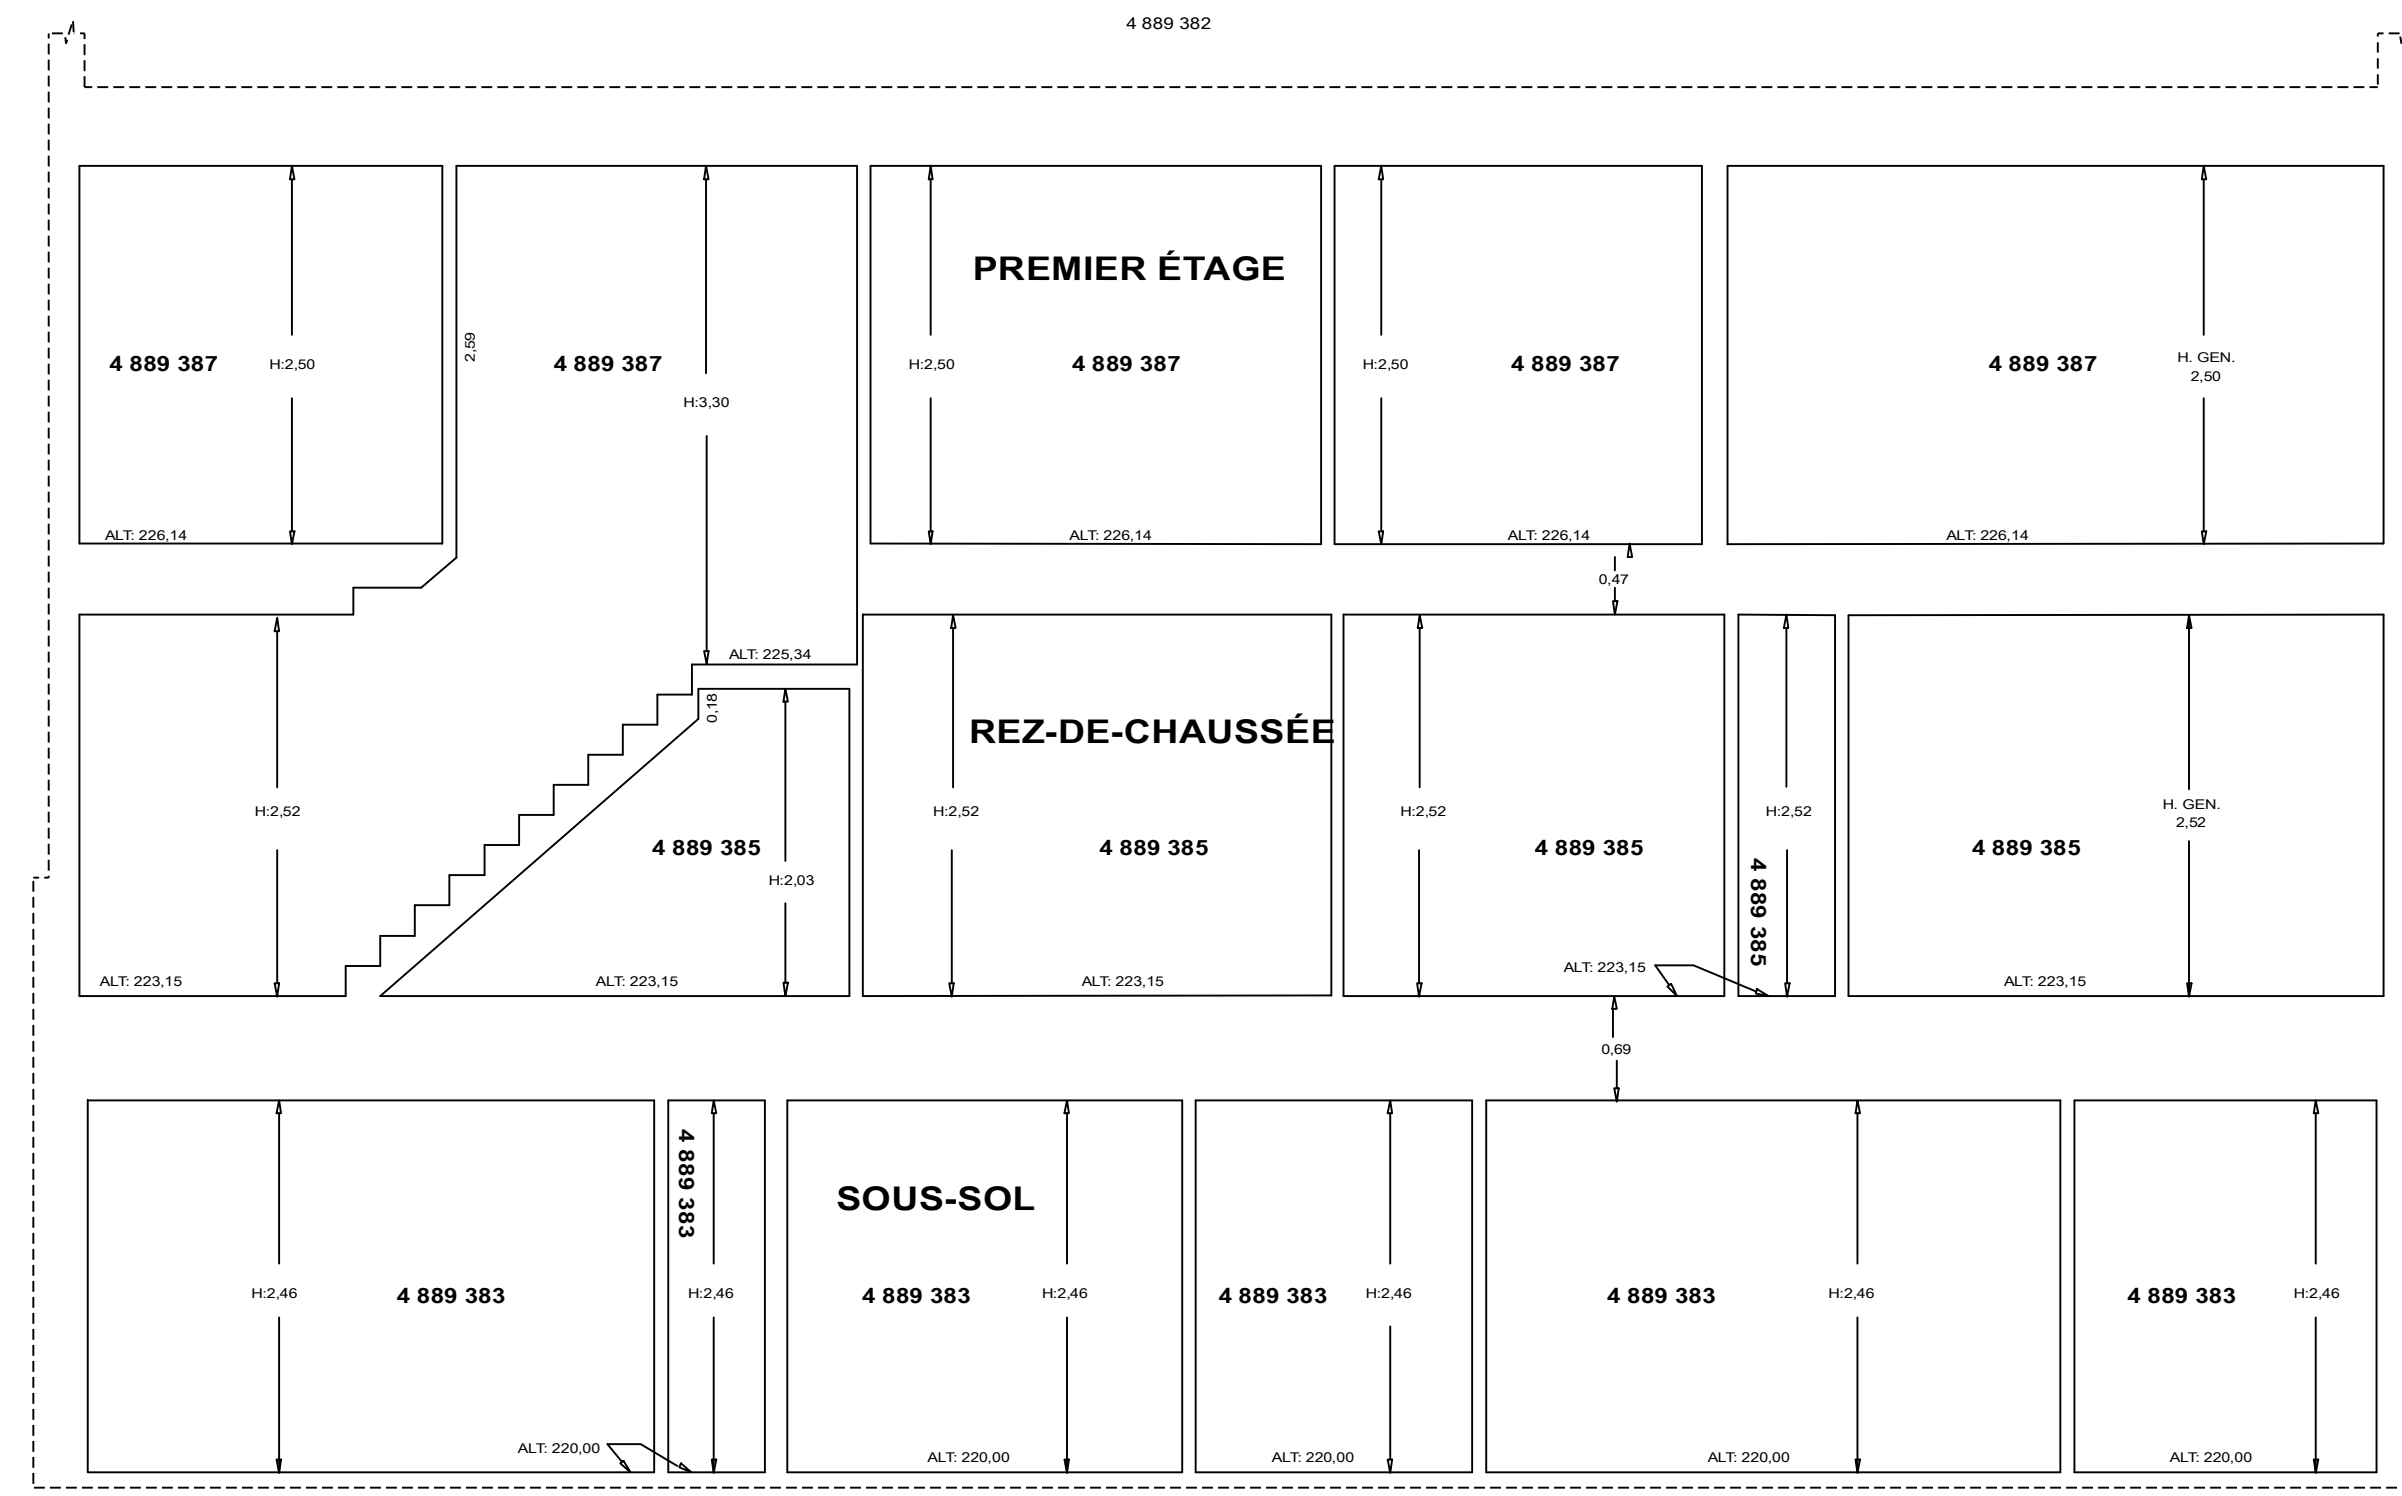 4 889 382
PREMIER ÉTAGE
4 889 387
H:2,50
2,59
4 889 387
H:3,30
H:2,50
4 889 387
H:2,50
4 889 387
4 889 387
H. GEN.
2,50
ALT: 226,14
ALT: 226,14
ALT: 226,14
ALT: 226,14
0,47
ALT: 225,34
0,18
REZ-DE-CHAUSSÉE
H:2,52
4 889 385
H:2,03
H:2,52
4 889 385
H:2,52
4 889 385
H:2,52
4 889 385
4 889 385
H. GEN.
2,52
ALT: 223,15
ALT: 223,15
ALT: 223,15
ALT: 223,15
ALT: 223,15
0,69
4 889 383
SOUS-SOL
H:2,46
4 889 383
H:2,46
4 889 383
H:2,46
4 889 383
H:2,46
4 889 383
H:2,46
4 889 383
H:2,46
ALT: 220,00
ALT: 220,00
ALT: 220,00
ALT: 220,00
ALT: 220,00